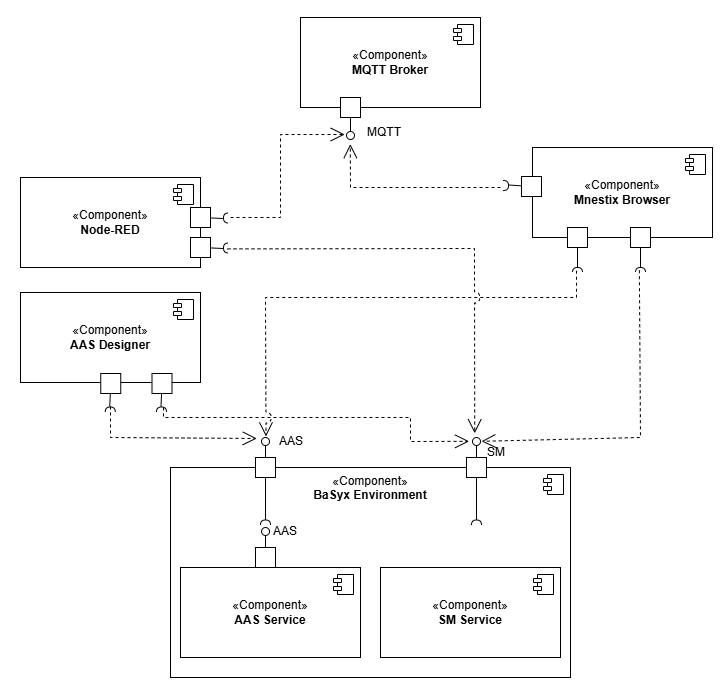 «Component»
MQTT Broker
MQTT
«Component»
Mnestix Browser
«Component»
Node-RED
«Component»
AAS Designer
AAS
SM
«Component»
BaSyx Environment
AAS
«Component»
AAS Service
«Component»
SM Service